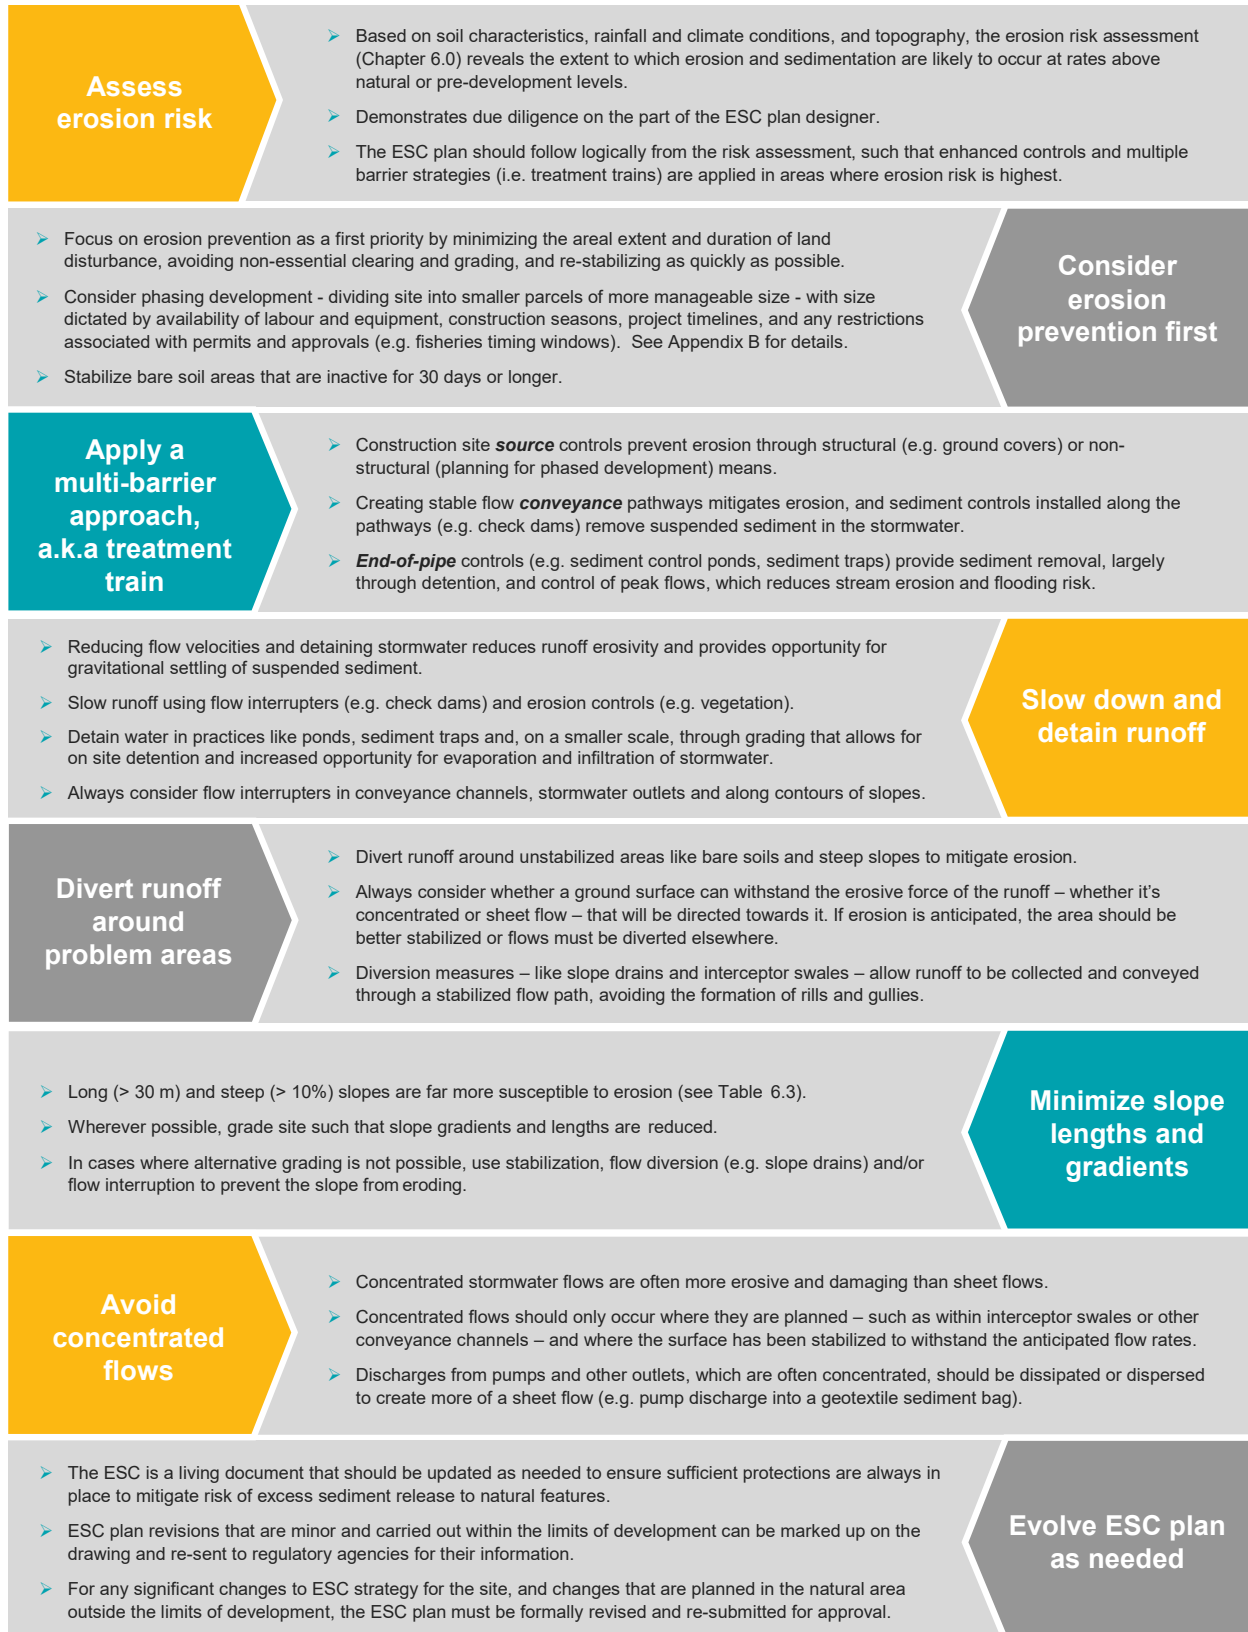 Assess
erosion risk
Based on soil characteristics, rainfall and climate conditions, and topography, the erosion risk assessment
(Chapter 6.0) reveals the extent to which erosion and sedimentation are likely to occur at rates above
natural or pre-development levels.
Demonstrates due diligence on the part of the ESC plan designer.
The ESC plan should follow logically from the risk assessment, such that enhanced controls and multiple
barrier strategies (i.e. treatment trains) are applied in areas where erosion risk is highest.
Focus on erosion prevention as a first priority by minimizing the areal extent and duration of land
disturbance, avoiding non-essential clearing and grading, and re-stabilizing as quickly as possible.
Consider phasing development - dividing site into smaller parcels of more manageable size - with size
dictated by availability of labour and equipment, construction seasons, project timelines, and any restrictions
associated with permits and approvals (e.g. fisheries timing windows). See Appendix B for details.
Stabilize bare soil areas that are inactive for 30 days or longer.
Consider
erosion
prevention first
Apply a
multi-barrier
approach,
a.k.a treatment
train
Construction site source controls prevent erosion through structural (e.g. ground covers) or non-
structural (planning for phased development) means.
Creating stable flow conveyance pathways mitigates erosion, and sediment controls installed along the
pathways (e.g. check dams) remove suspended sediment in the stormwater.
End-of-pipe controls (e.g. sediment control ponds, sediment traps) provide sediment removal, largely
through detention, and control of peak flows, which reduces stream erosion and flooding risk.
Reducing flow velocities and detaining stormwater reduces runoff erosivity and provides opportunity for
gravitational settling of suspended sediment.
Slow runoff using flow interrupters (e.g. check dams) and erosion controls (e.g. vegetation).
Detain water in practices like ponds, sediment traps and, on a smaller scale, through grading that allows for
on site detention and increased opportunity for evaporation and infiltration of stormwater.
Always consider flow interrupters in conveyance channels, stormwater outlets and along contours of slopes.
Slow down and
detain runoff
Divert runoff
around
problem areas
Divert runoff around unstabilized areas like bare soils and steep slopes to mitigate erosion.
Always consider whether a ground surface can withstand the erosive force of the runoff – whether it's
concentrated or sheet flow – that will be directed towards it. If erosion is anticipated, the area should be
better stabilized or flows must be diverted elsewhere.
Diversion measures – like slope drains and interceptor swales – allow runoff to be collected and conveyed
through a stabilized flow path, avoiding the formation of rills and gullies.
Long (> 30 m) and steep (> 10%) slopes are far more susceptible to erosion (see Table 6.3).
Wherever possible, grade site such that slope gradients and lengths are reduced.
In cases where alternative grading is not possible, use stabilization, flow diversion (e.g. slope drains) and/or
flow interruption to prevent the slope from eroding.
Minimize slope
lengths and
gradients
Avoid
concentrated
flows
Concentrated stormwater flows are often more erosive and damaging than sheet flows.
Concentrated flows should only occur where they are planned – such as within interceptor swales or other
conveyance channels – and where the surface has been stabilized to withstand the anticipated flow rates.
Discharges from pumps and other outlets, which are often concentrated, should be dissipated or dispersed
to create more of a sheet flow (e.g. pump discharge into a geotextile sediment bag).
The ESC is a living document that should be updated as needed to ensure sufficient protections are always in
place to mitigate risk of excess sediment release to natural features.
ESC plan revisions that are minor and carried out within the limits of development can be marked up on the
drawing and re-sent to regulatory agencies for their information.
For any significant changes to ESC strategy for the site, and changes that are planned in the natural area
outside the limits of development, the ESC plan must be formally revised and re-submitted for approval.
Evolve ESC plan
as needed